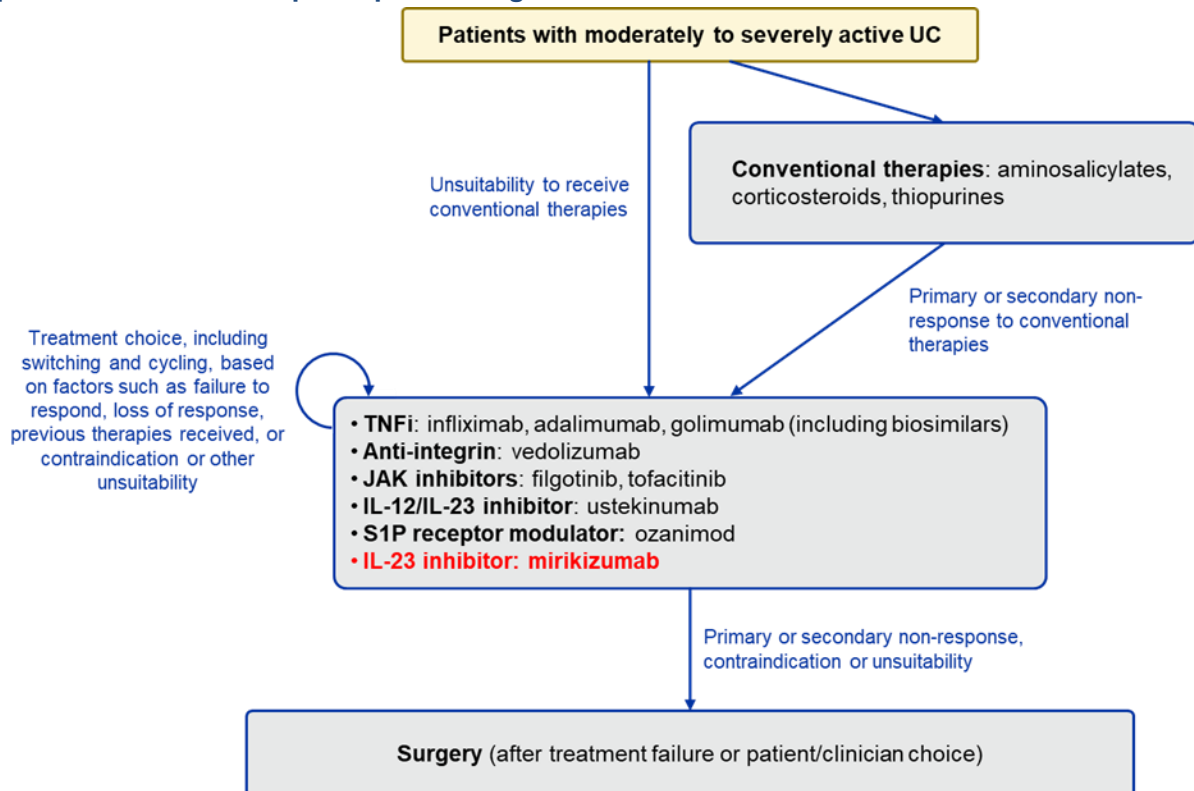 Patients with moderately to severely active UC
Conventional therapies: aminosalicylates,
corticosteroids, thiopurines
Unsuitability to receive
conventional therapies
Primary or secondary non-
response to conventional
therapies
Treatment choice, including
switching and cycling, based
on factors such as failure to
respond, loss of response,
previous therapies received, or
contraindication or other
unsuitability
• TNFi: infliximab, adalimumab, golimumab (including biosimilars)
• Anti-integrin: vedolizumab
• JAK inhibitors: filgotinib, tofacitinib
• IL-12/IL-23 inhibitor: ustekinumab
• S1P receptor modulator: ozanimod
• IL-23 inhibitor: mirikizumab
Primary or secondary non-response,
contraindication or unsuitability
Surgery (after treatment failure or patient/clinician choice)